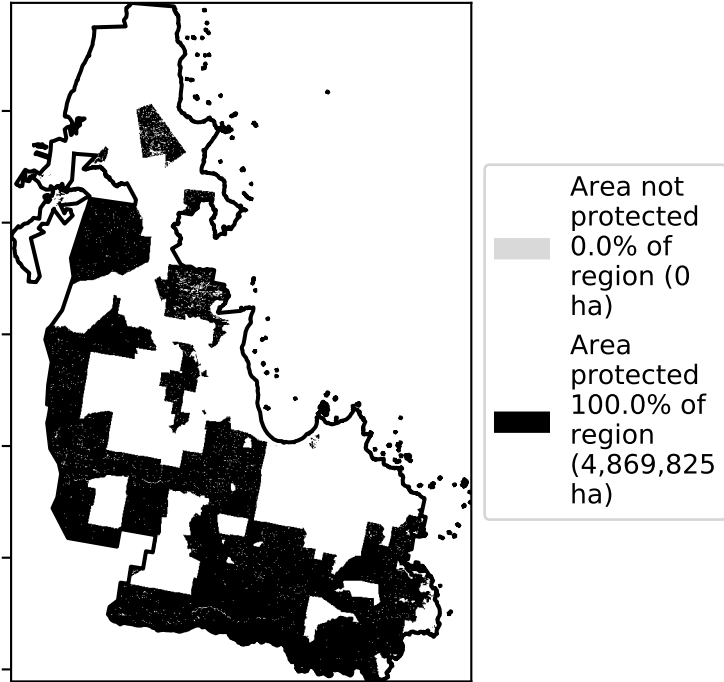 Area not
protected
0.0% of
region (0
ha)
Area
protected
100.0% of
region
(4,869,825
ha)